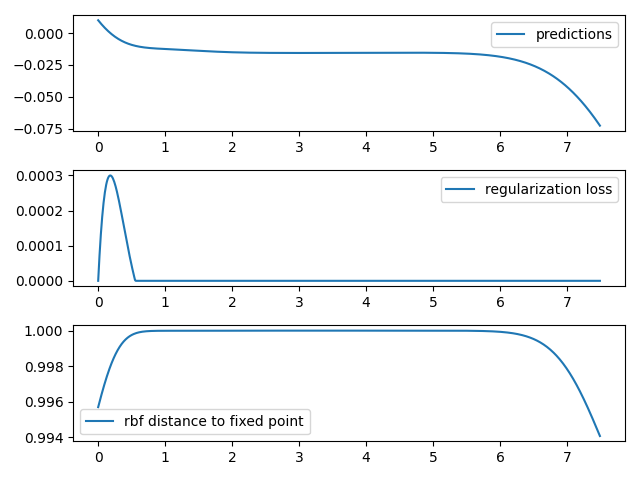 0.000
−0.025
−0.050
−0.075
predictions
0 1 2 3 4 5 6 7
0.0003
0.0002
0.0001
0.0000
regularization loss
0 1 2 3 4 5 6 7
1.000
0.998
0.996
0.994
rbf distance to fixed point
0 1 2 3 4 5 6 7